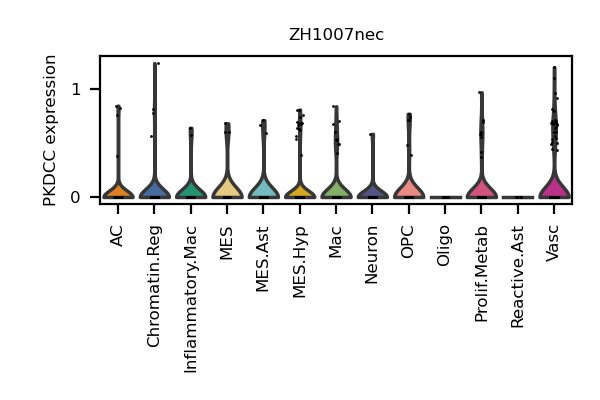 ZH1007nec
PKDCC expression
1
0
AC
Chromatin.Reg
Inflammatory.Mac
MES
MES.Ast
MES.Hyp
Mac
Neuron
OPC
Oligo
Prolif.Metab
Reactive.Ast
Vasc